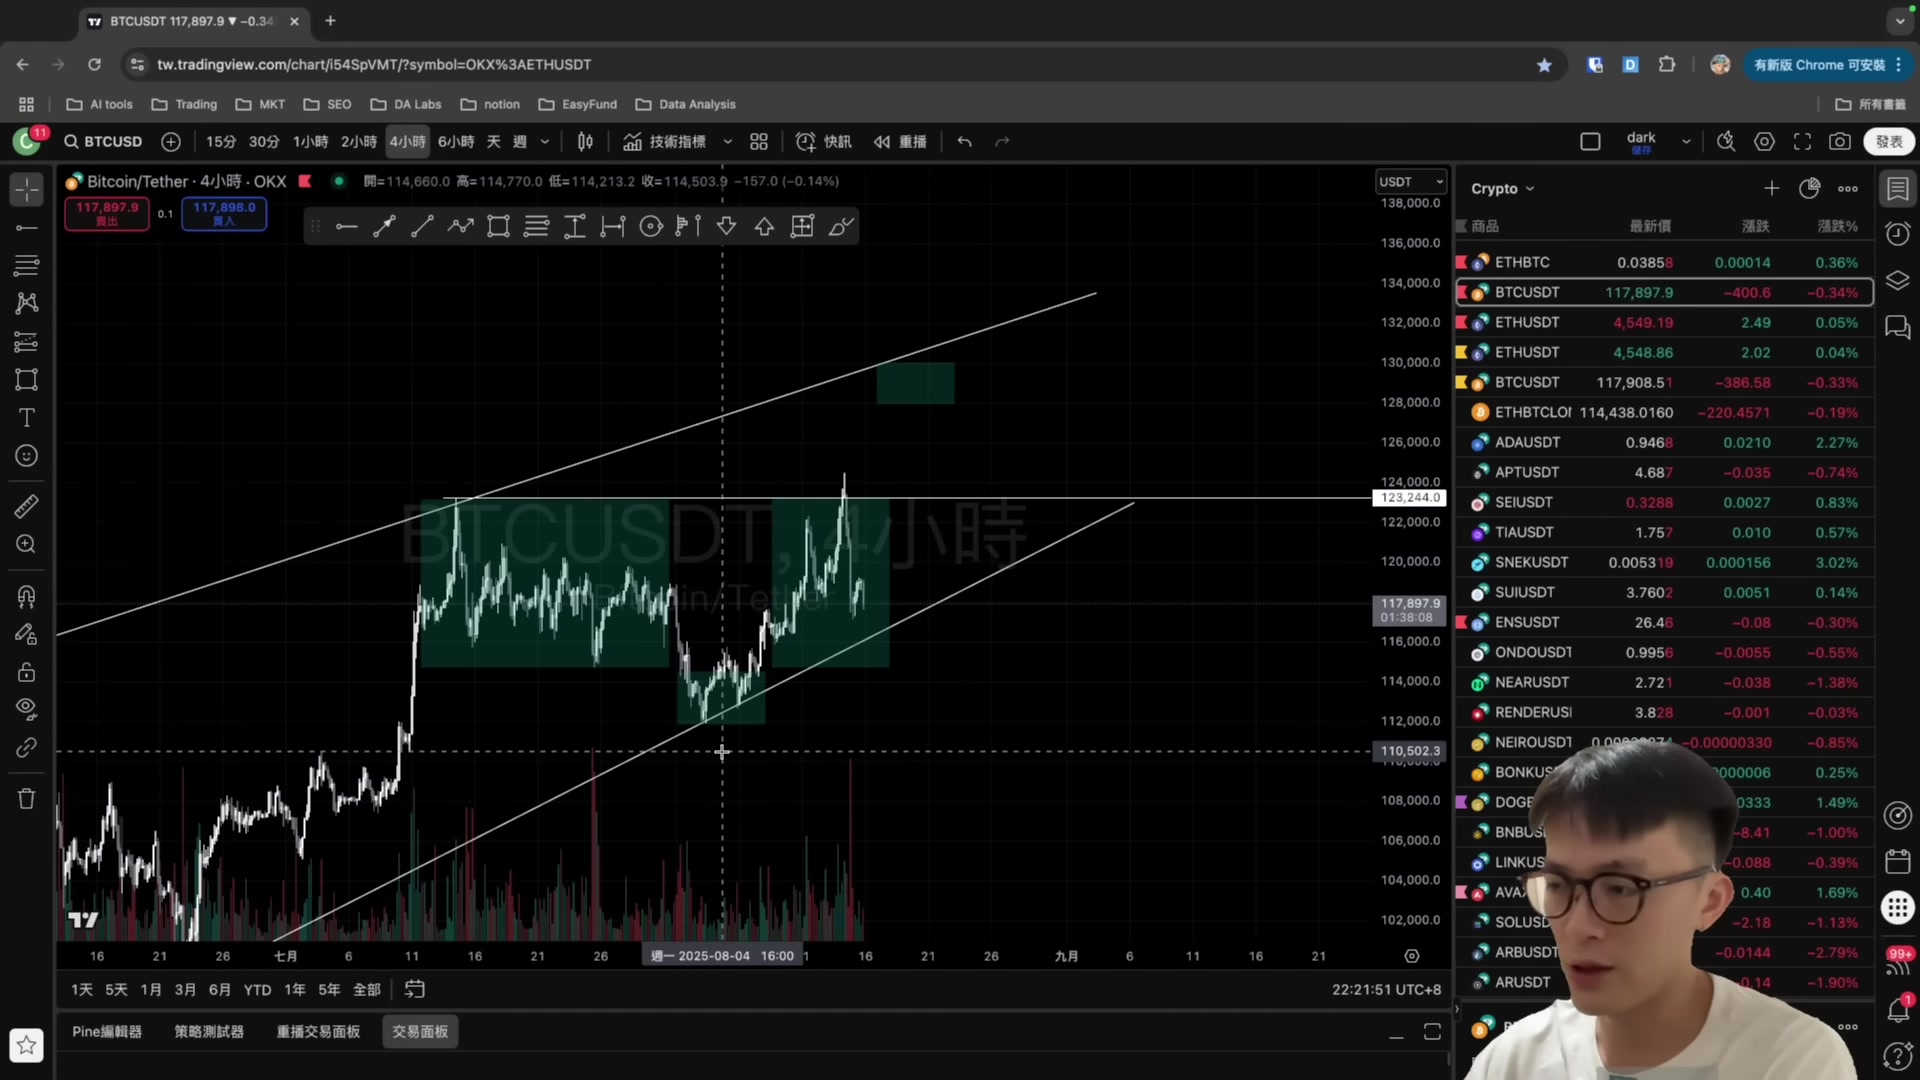 BTCUSDT 117,897.9 ▼ −0.34
tw.tradingview.com/chart/i54SpVMT/?symbol=OKX%3AETHUSDT
有新版 Chrome 可安裝
AI tools Trading MKT SEO DA Labs notion EasyFund Data Analysis 所有書籤
C 11 BTCUSD 15分 30分 1小時 2小時 4小時 6小時 天 週 技術指標 快訊 重播 dark 儲存 發表
Bitcoin/Tether · 4小時 · OKX 開=114,660.0 高=114,770.0 低=114,213.2 收=114,503.9 −157.0 (−0.14%)
117,897.9 賣出
0.1
117,898.0 買入
USDT
138,000.0
136,000.0
134,000.0
132,000.0
130,000.0
128,000.0
126,000.0
124,000.0
123,244.0
122,000.0
120,000.0
117,897.9
01:38:08
116,000.0
114,000.0
112,000.0
110,502.3
108,000.0
106,000.0
104,000.0
102,000.0
BTCUSDT, 4小時
Bitcoin/Tether
16 21 26 七月 6 11 16 21 26 週一 2025-08-04 16:00 1 16 21 26 九月 6 11 16 21
1天 5天 1月 3月 6月 YTD 1年 5年 全部 22:21:51 UTC+8
Pine編輯器 策略測試器 重播交易面板 交易面板
Crypto
商品 最新價 漲跌 漲跌%
ETHBTC 0.03858 0.00014 0.36%
BTCUSDT 117,897.9 −400.6 −0.34%
ETHUSDT 4,549.19 2.49 0.05%
ETHUSDT 4,548.86 2.02 0.04%
BTCUSDT 117,908.51 −386.58 −0.33%
ETHBTCLO 114,438.0160 −220.4571 −0.19%
ADAUSDT 0.9468 0.0210 2.27%
APTUSDT 4.687 −0.035 −0.74%
SEIUSDT 0.3288 0.0027 0.83%
TIAUSDT 1.757 0.010 0.57%
SNEKUSDT 0.005319 0.000156 3.02%
SUIUSDT 3.7602 0.0051 0.14%
ENSUSDT 26.46 −0.08 −0.30%
ONDOUSDT 0.9956 −0.0055 −0.55%
NEARUSDT 2.721 −0.038 −1.38%
RENDERUS 3.828 −0.001 −0.03%
NEIROUSDT −0.00000330 −0.85%
BONKUS 0000006 0.25%
DOGE 0333 1.49%
BNBUS −8.41 −1.00%
LINKUS −0.088 −0.39%
AVAX 0.40 1.69%
SOLUSD −2.18 −1.13%
ARBUSDT −0.0144 −2.79%
ARUSDT 0.14 −1.90%
99+
1